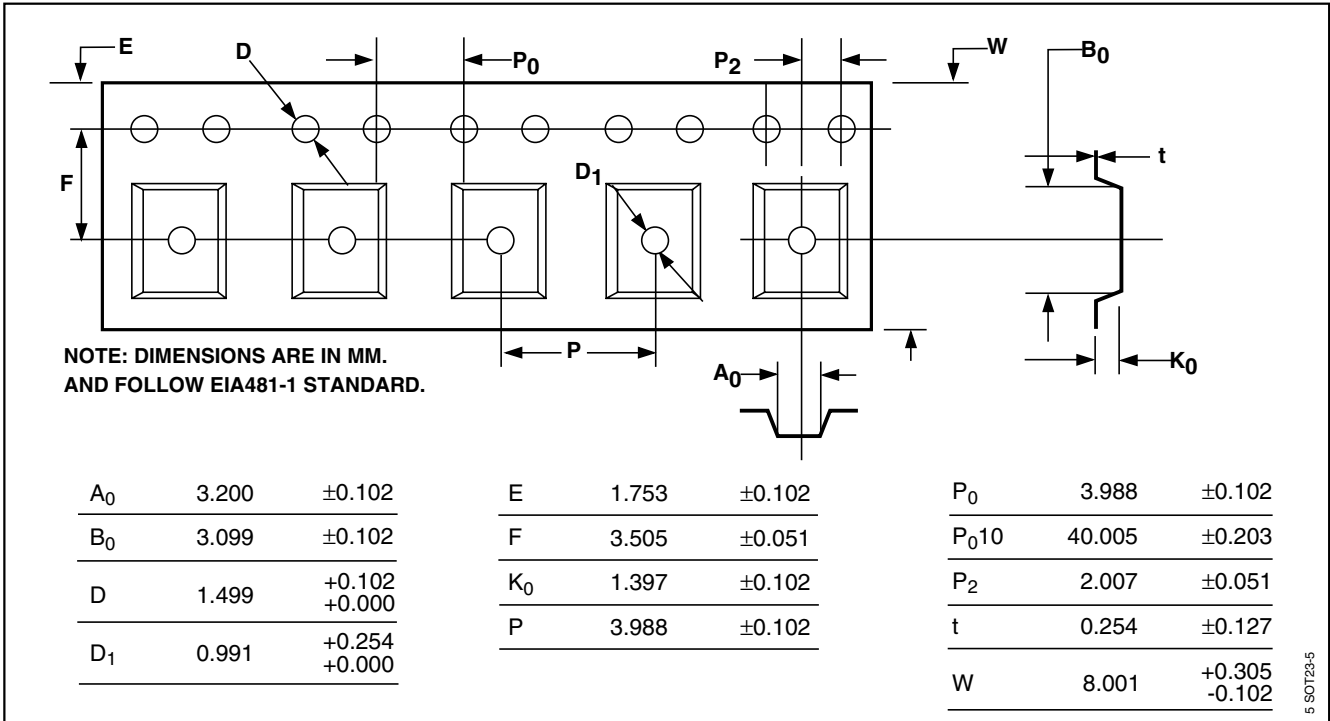 E
D
P0
P2
W
B0
F
D1
t
NOTE: DIMENSIONS ARE IN MM.
AND FOLLOW EIA481-1 STANDARD.
P
A0
K0
A0 3.200 ±0.102
B0 3.099 ±0.102
D 1.499 +0.102
+0.000
D1 0.991 +0.254
+0.000
E 1.753 ±0.102
F 3.505 ±0.051
K0 1.397 ±0.102
P 3.988 ±0.102
P0 3.988 ±0.102
P010 40.005 ±0.203
P2 2.007 ±0.051
t 0.254 ±0.127
W 8.001 +0.305
-0.102
5 SOT23-5